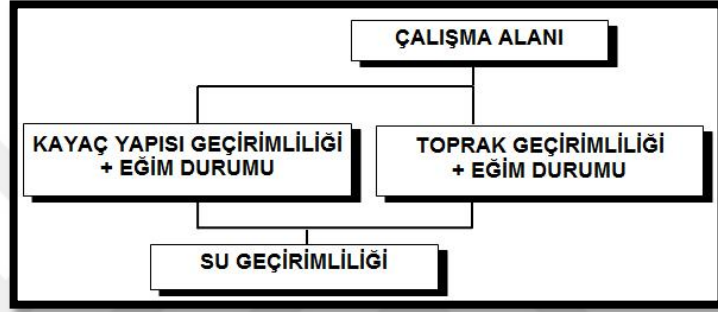 ÇALIŞMA ALANI
KAYAÇ YAPISI GEÇİRİMLİLİĞİ
+ EĞİM DURUMU
TOPRAK GEÇİRİMLİLİĞİ
+ EĞİM DURUMU
SU GEÇİRİMLİLİĞİ